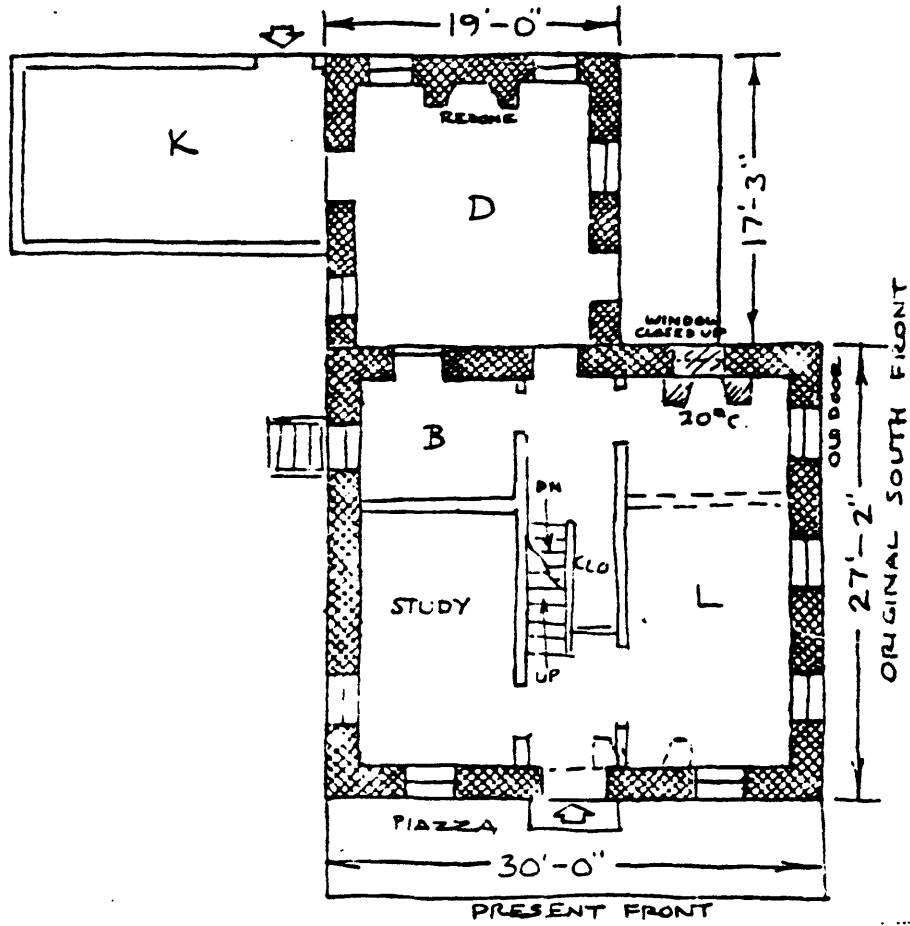 19'-0"
K
REDONE
D
17'-3"
WINDOW
CLOSED UP
20th C.
OLD DOOR
B
DN
CLO
STUDY
L
UP
27'-2"
ORIGINAL SOUTH FRONT
PIAZZA
30'-0"
PRESENT FRONT